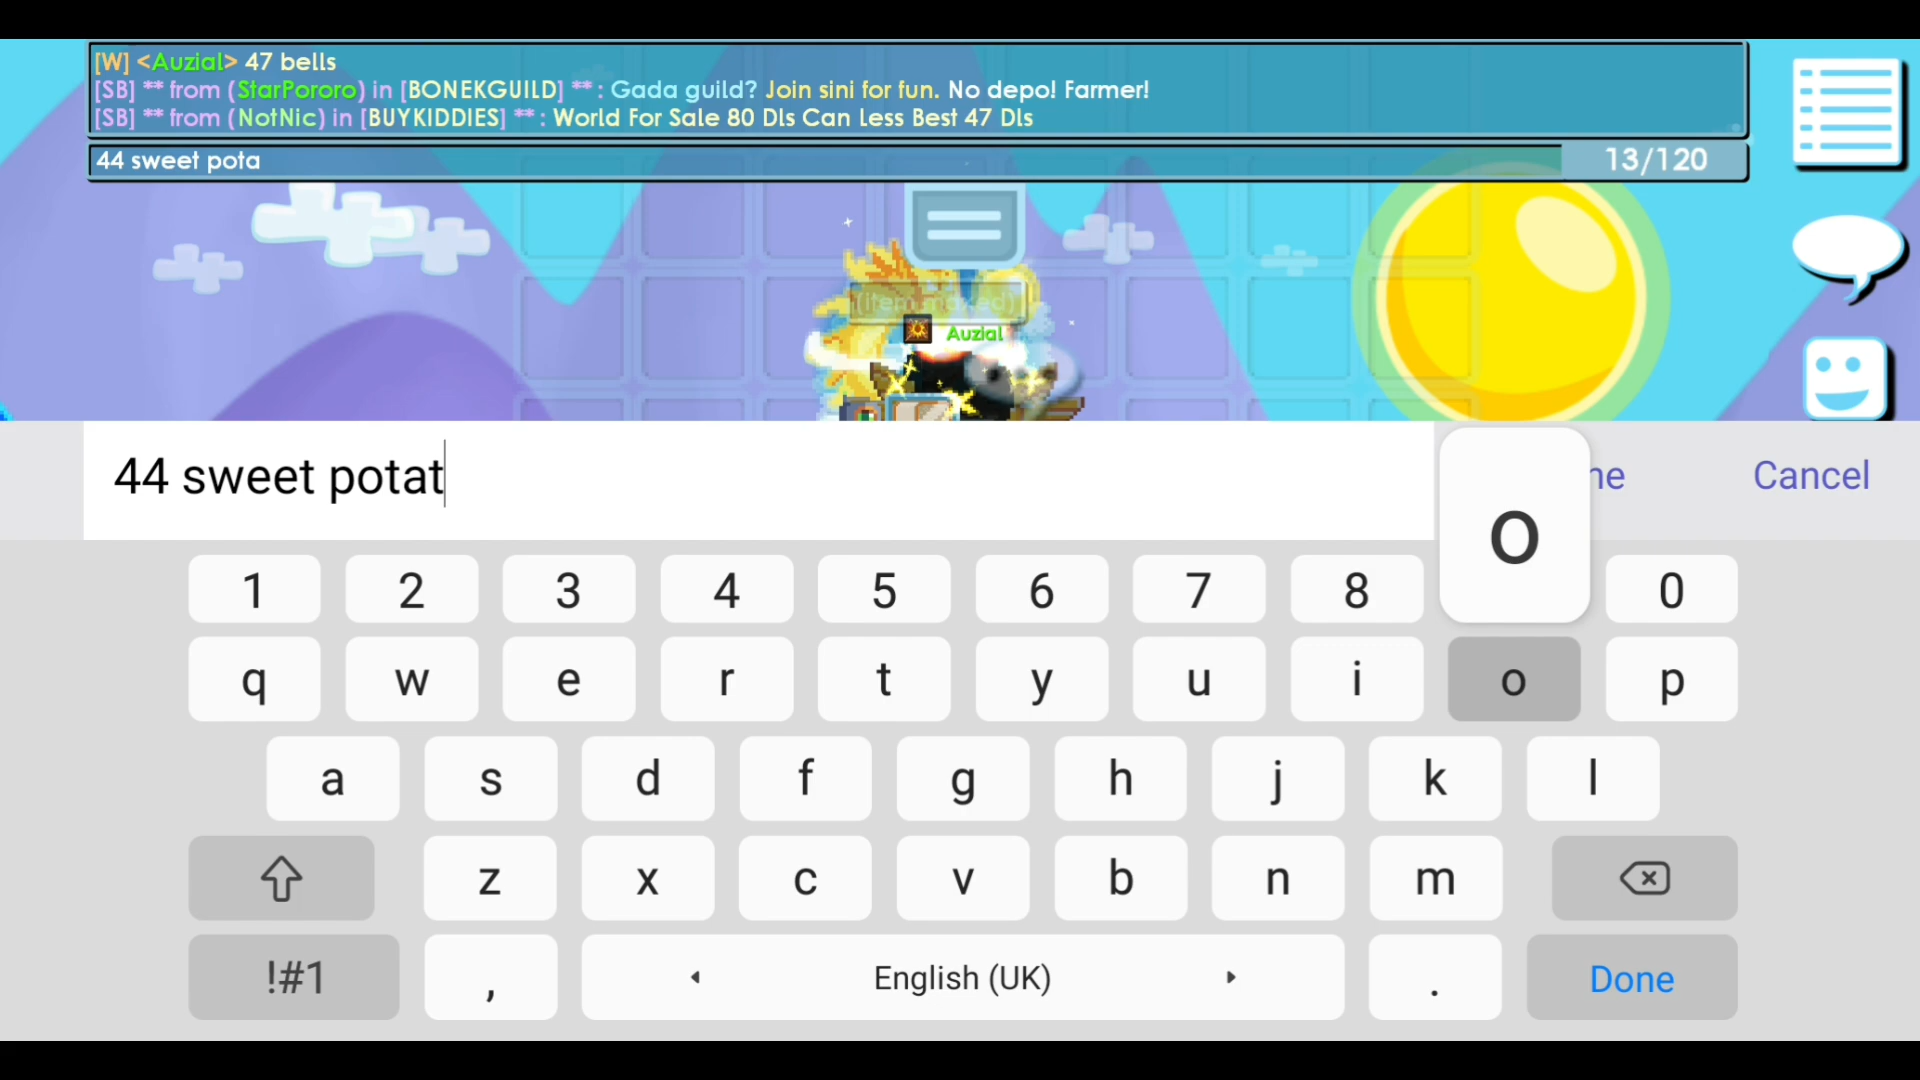 [W] <Auzial> 47 bells
[SB] ** from (StarPororo) in [BONEKGUILD] ** : Gada guild? Join sini for fun. No depo! Farmer!
[SB] ** from (NotNic) in [BUYKIDDIES] ** : World For Sale 80 Dls Can Less Best 47 Dls
44 sweet pota 13/120
Auzial
44 sweet potat
o
ne Cancel
1 2 3 4 5 6 7 8 0
q w e r t y u i o p
a s d f g h j k l
z x c v b n m
!#1 , English (UK) . Done